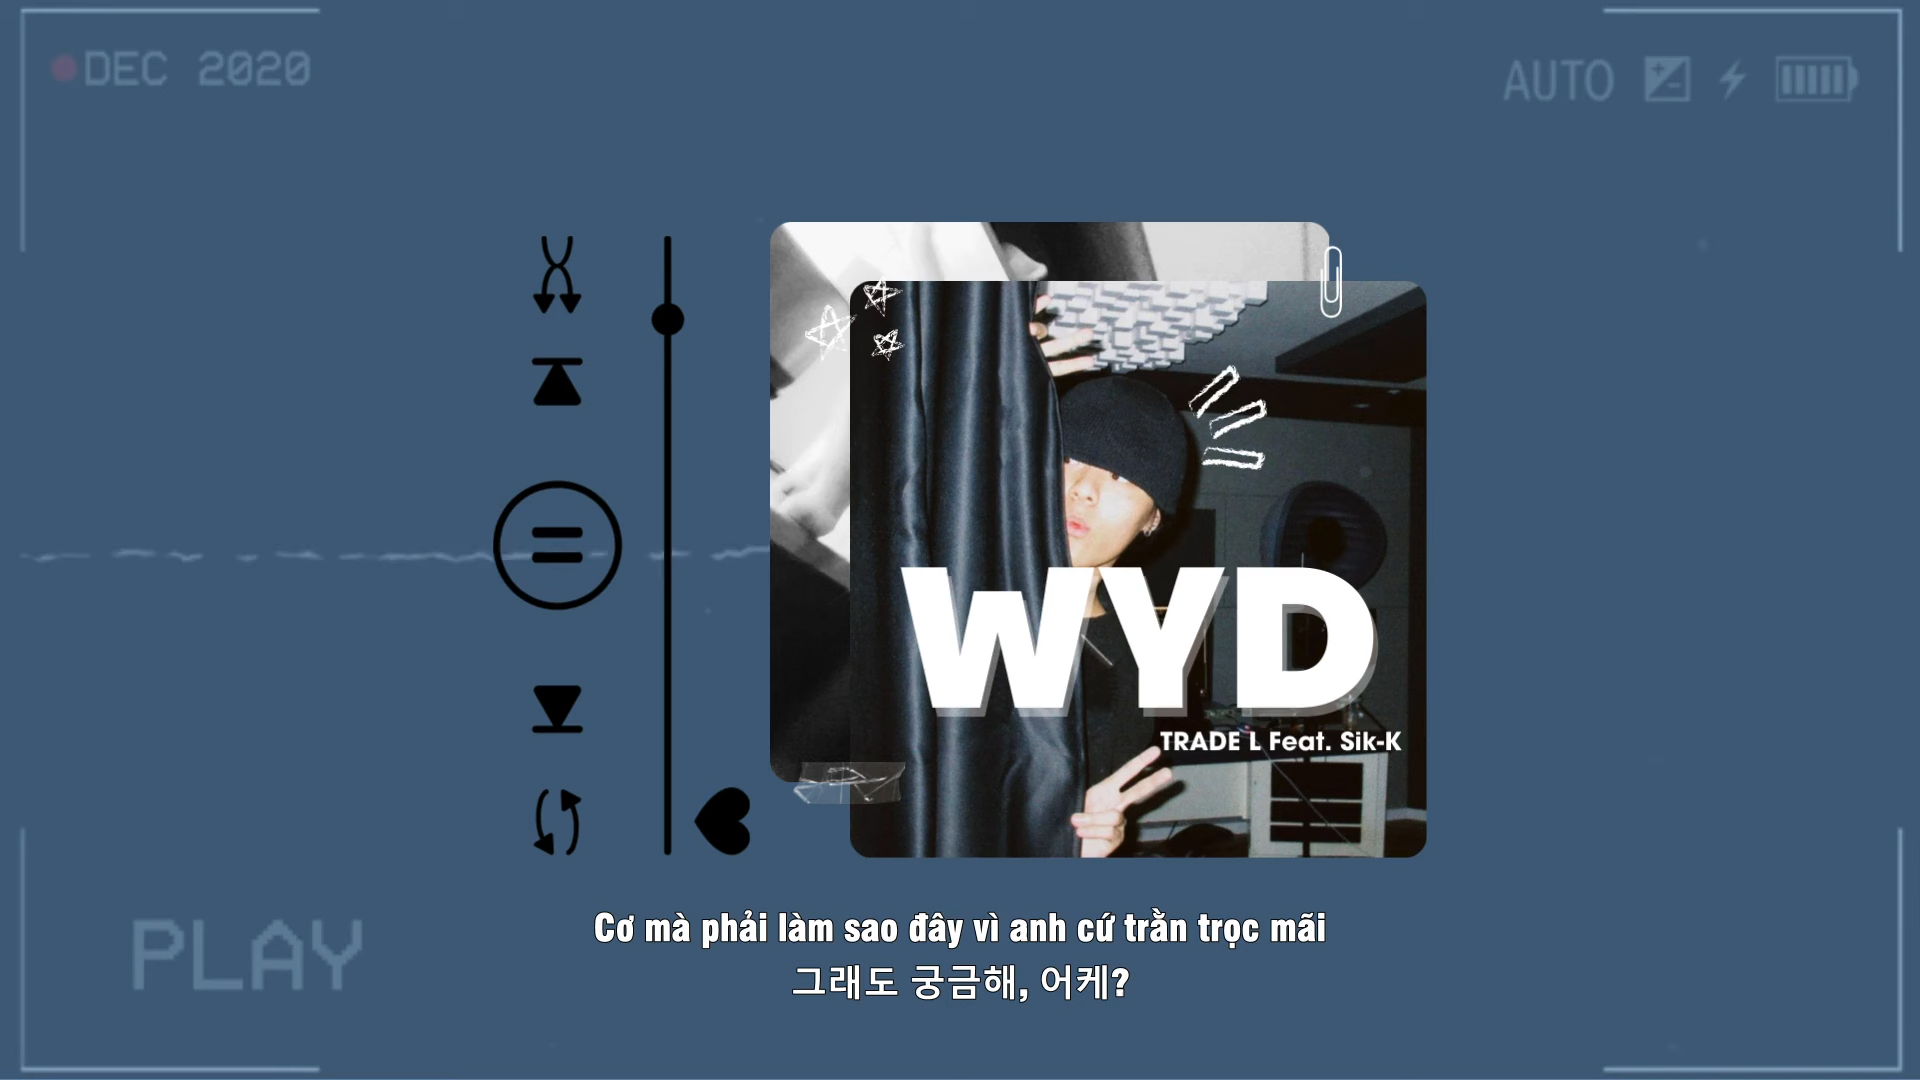 DEC 2020
AUTO
WYD
TRADE L Feat. Sik-K
PLAY
Cơ mà phải làm sao đây vì anh cứ trằn trọc mãi
그래도 궁금해, 어케?